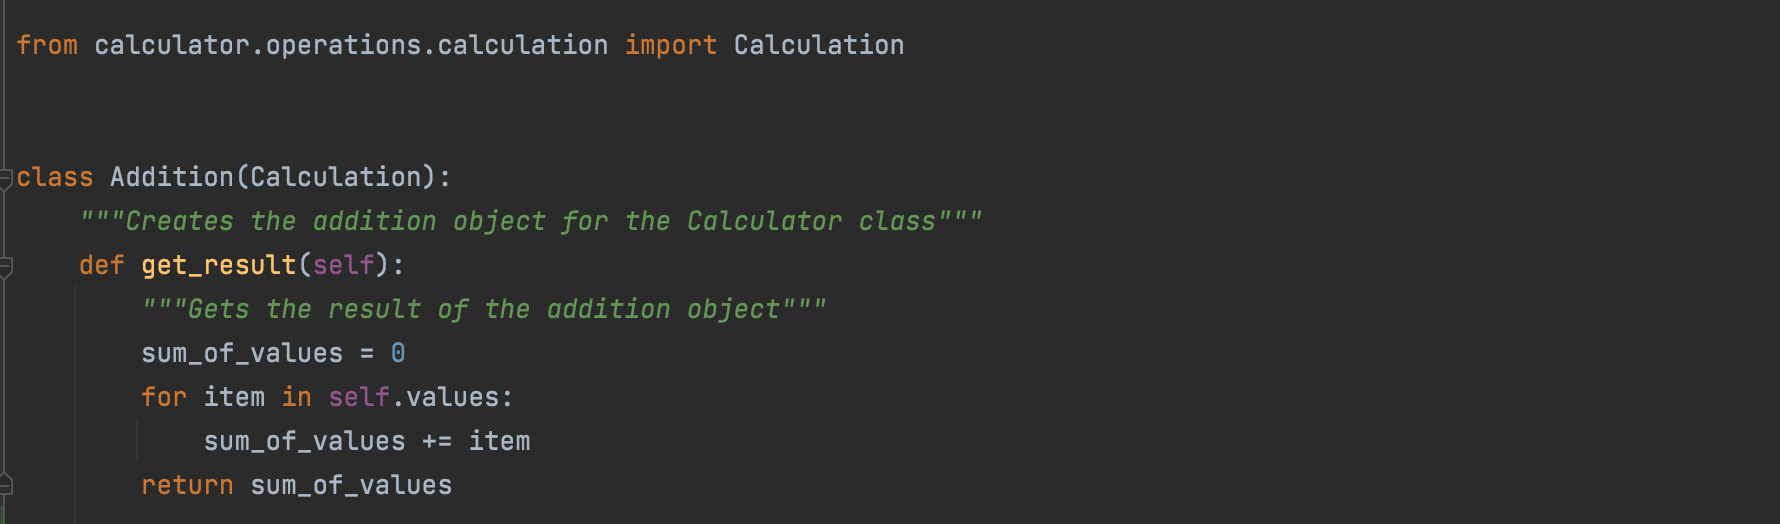 from calculator.operations.calculation import Calculation
class Addition(Calculation):
    """Creates the addition object for the Calculator class"""
    def get_result(self):
        """Gets the result of the addition object"""
        sum_of_values = 0
        for item in self.values:
            sum_of_values += item
        return sum_of_values